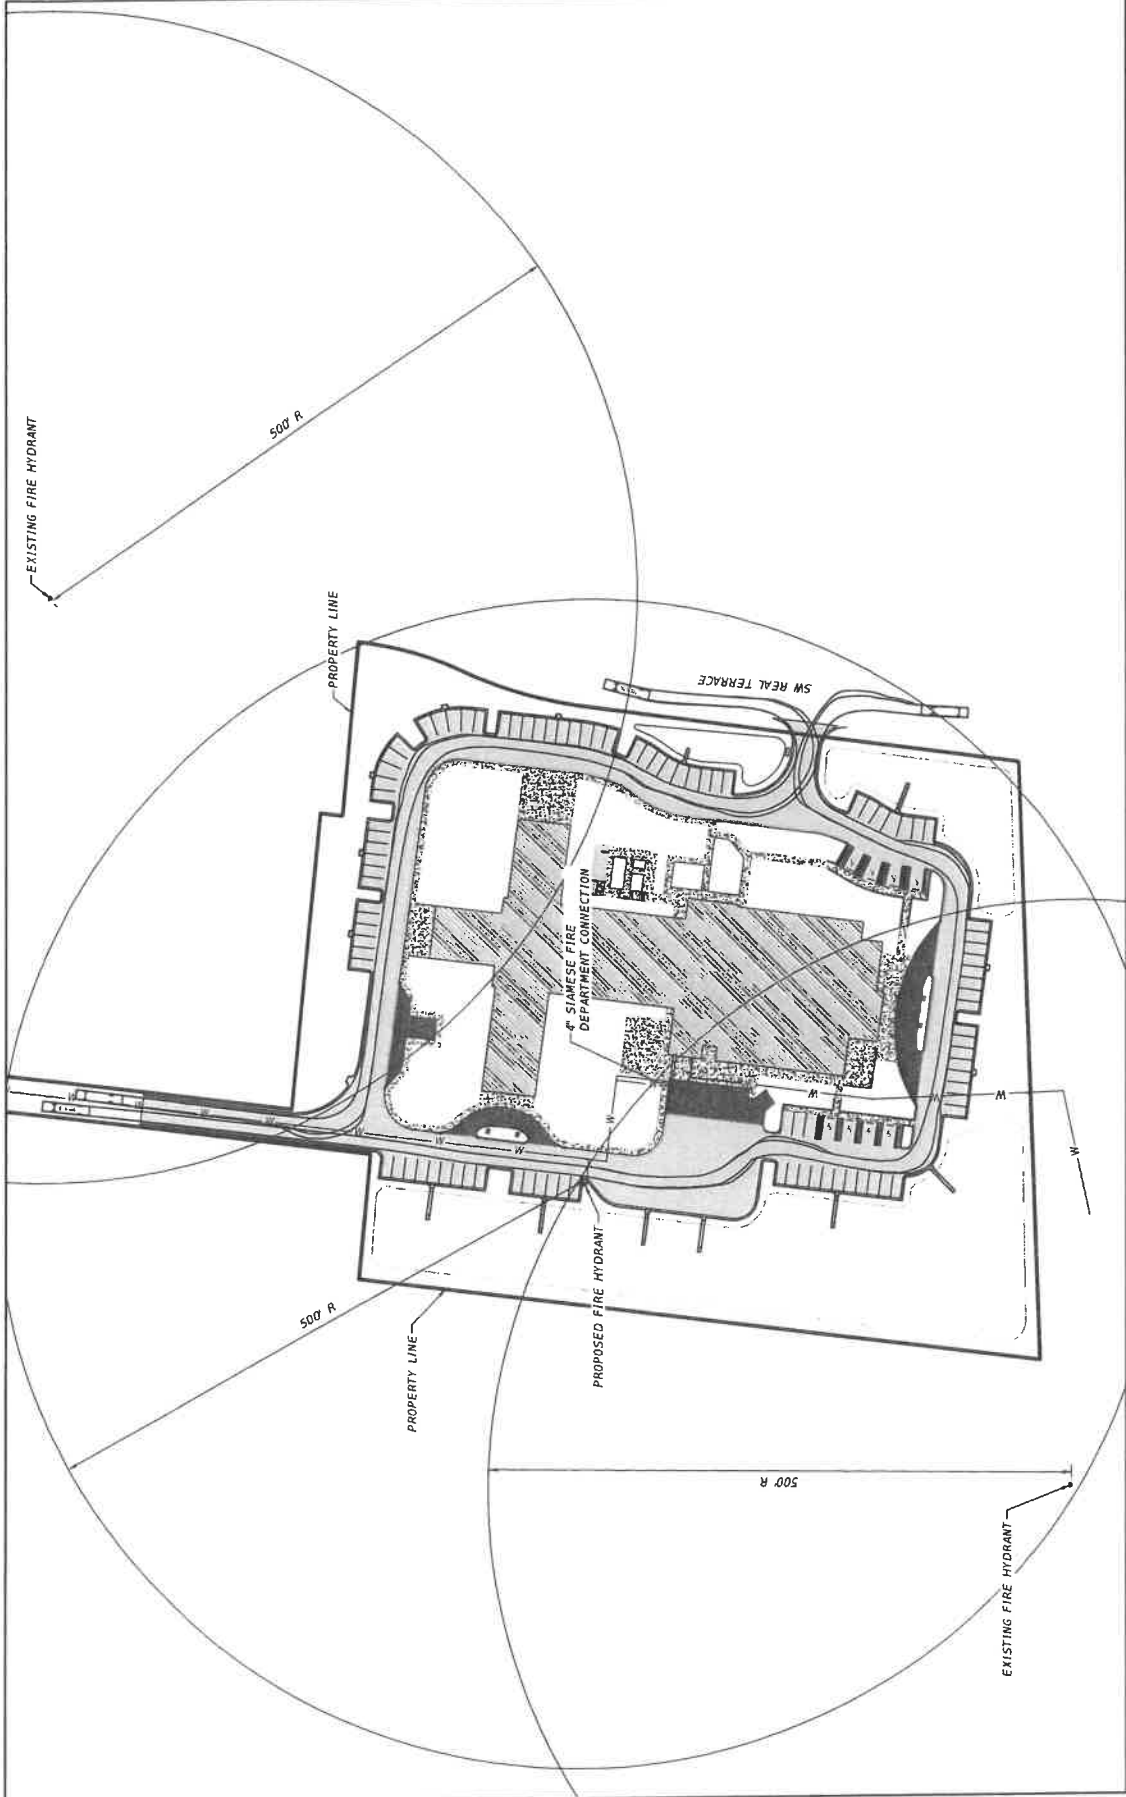 EXISTING FIRE HYDRANT
500' R
PROPERTY LINE
SW REAL TERRACE
4" SIAMESE FIRE
DEPARTMENT CONNECTION
W
W
W
W
W
W
W
W
W
W
500' R
PROPERTY LINE
PROPOSED FIRE HYDRANT
500' R
EXISTING FIRE HYDRANT